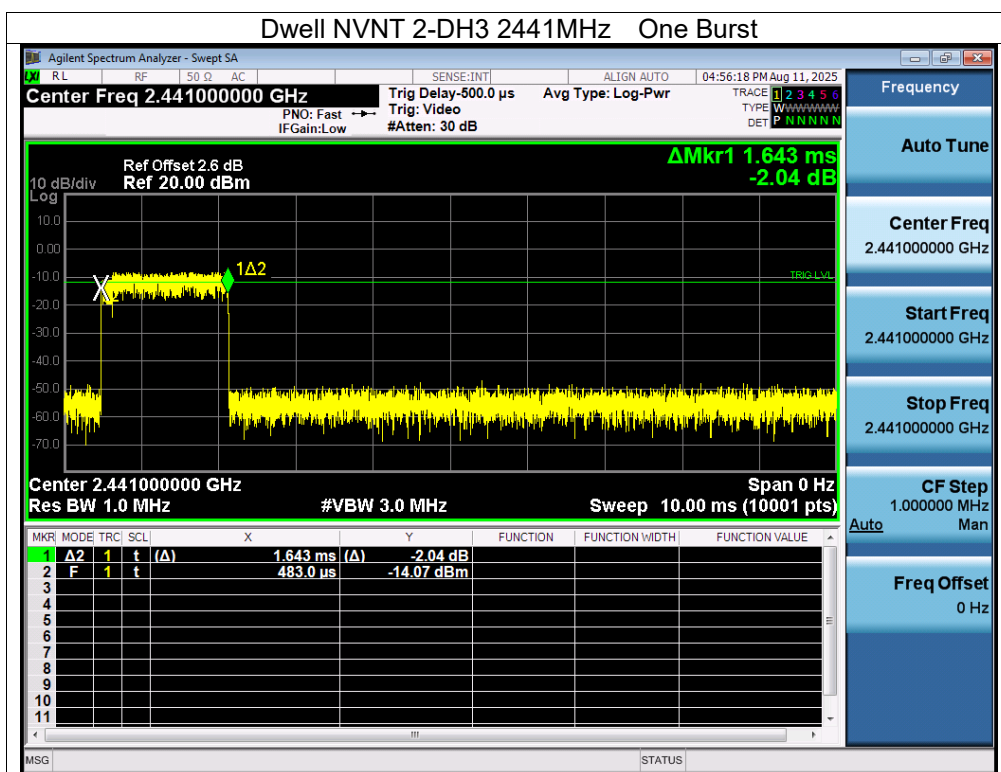 Dwell NVNT 2-DH3 2441MHz One Burst
Agilent Spectrum Analyzer - Swept SA
LXI RL RF 50 Ω AC SENSE:INT ALIGN AUTO 04:56:18 PM Aug 11, 2025
Center Freq 2.441000000 GHz
PNO: Fast
IFGain:Low
Trig Delay-500.0 µs
Trig: Video
#Atten: 30 dB
Avg Type: Log-Pwr
TRACE 1 2 3 4 5 6
TYPE WWWWWW
DET P N N N N N
ΔMkr1 1.643 ms
-2.04 dB
Ref Offset 2.6 dB
10 dB/div Ref 20.00 dBm
Log
10.0
0.00
-10.0
-20.0
-30.0
-40.0
-50.0
-60.0
-70.0
1Δ2
TRIG LVL
Center 2.441000000 GHz Span 0 Hz
Res BW 1.0 MHz #VBW 3.0 MHz Sweep 10.00 ms (10001 pts)
MKR MODE TRC SCL X Y FUNCTION FUNCTION WIDTH FUNCTION VALUE
1 Δ2 1 t (Δ) 1.643 ms (Δ) -2.04 dB
2 F 1 t 483.0 µs -14.07 dBm
3
4
5
6
7
8
9
10
11
MSG STATUS
Frequency
Auto Tune
Center Freq
2.441000000 GHz
Start Freq
2.441000000 GHz
Stop Freq
2.441000000 GHz
CF Step
1.000000 MHz
Auto Man
Freq Offset
0 Hz